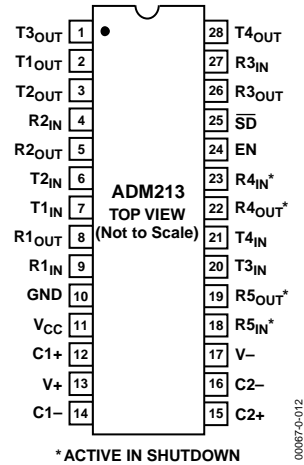 T3OUT 1 28 T4OUT
T1OUT 2 27 R3IN
T2OUT 3 26 R3OUT
R2IN 4 25 S̅D̅
R2OUT 5 24 EN
T2IN 6 23 R4IN*
T1IN 7 22 R4OUT*
R1OUT 8 21 T4IN
R1IN 9 20 T3IN
GND 10 19 R5OUT*
VCC 11 18 R5IN*
C1+ 12 17 V–
V+ 13 16 C2–
C1– 14 15 C2+
ADM213
TOP VIEW
(Not to Scale)
*ACTIVE IN SHUTDOWN
00067-0-012